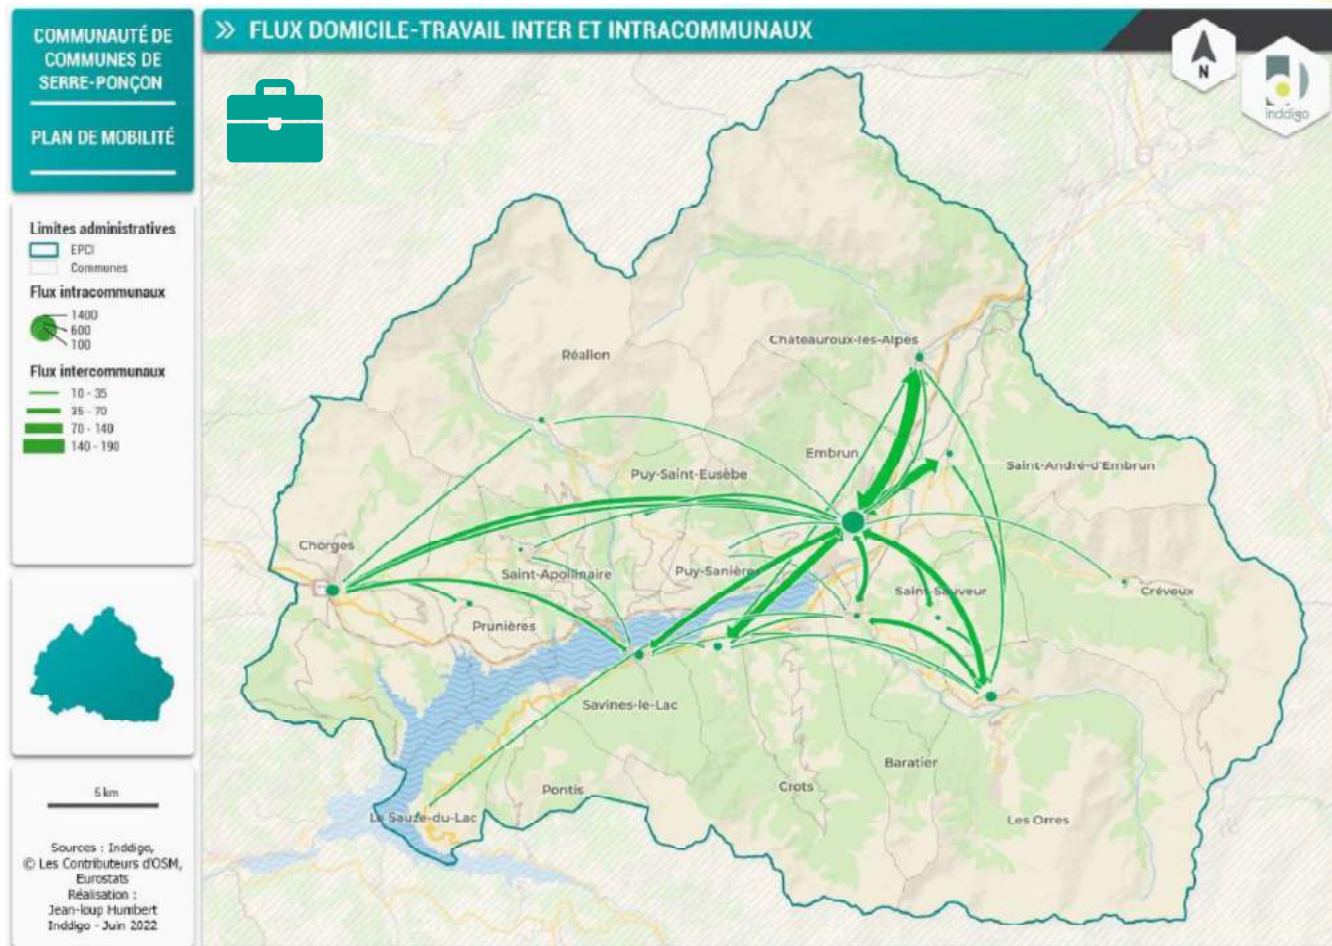 COMMUNAUTÉ DE
COMMUNES DE
SERRE-PONÇON
PLAN DE MOBILITÉ
>> FLUX DOMICILE-TRAVAIL INTER ET INTRACOMMUNAUX
N
inddigo
Limites administratives
EPCI
Communes
Flux intracommunaux
1400
600
100
Flux intercommunaux
10 - 35
35 - 70
70 - 140
140 - 190
5 km
Sources : Inddigo,
© Les Contributeurs d'OSM,
Eurostats
Réalisation :
Jean-loup Humbert
Inddigo - Juin 2022
Châteauroux-les-Alpes
Réallon
Embrun
Saint-André-d'Embrun
Puy-Saint-Eusèbe
Chorges
Saint-Apollinaire
Puy-Sanières
Saint-Sauveur
Crévoux
Prunières
Savines-le-Lac
Baratier
Pontis
Crots
Le Sauze-du-Lac
Les Orres